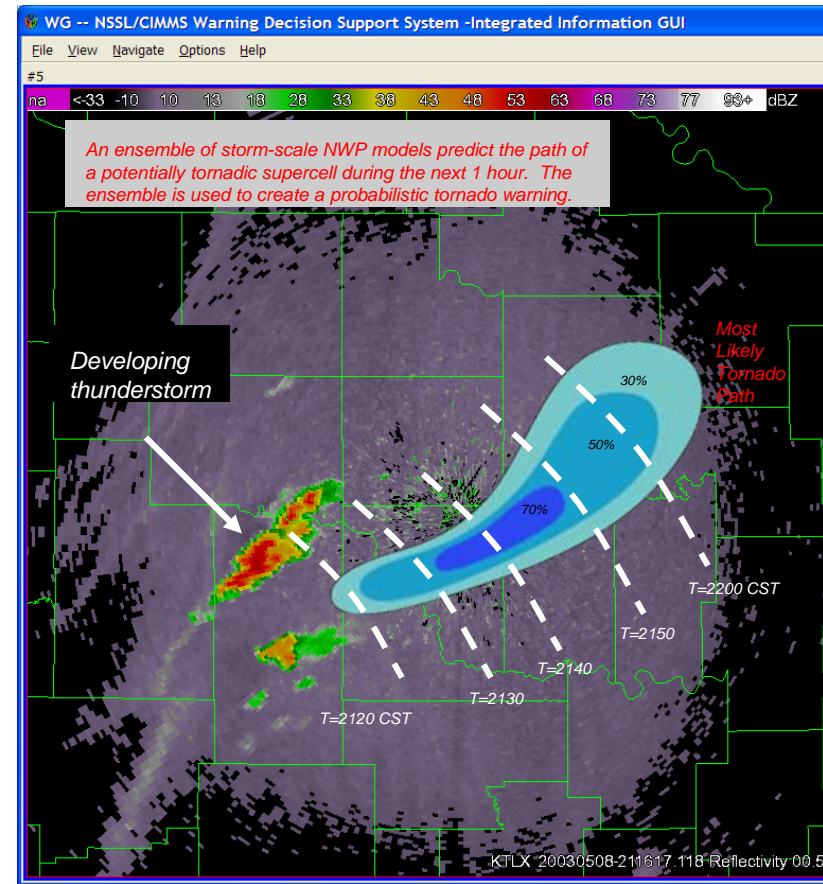 WG -- NSSL/CIMMS Warning Decision Support System -Integrated Information GUI
File View Navigate Options Help
#5
na <-33 -10 10 13 18 28 33 38 43 48 53 63 68 73 77 93+ dBZ
An ensemble of storm-scale NWP models predict the path of
a potentially tornadic supercell during the next 1 hour. The
ensemble is used to create a probabilistic tornado warning.
Developing
thunderstorm
Most
Likely
Tornado
Path
30%
50%
70%
T=2200 CST
T=2150
T=2140
T=2130
T=2120 CST
KTLX 20030508-211617.118 Reflectivity 00.5